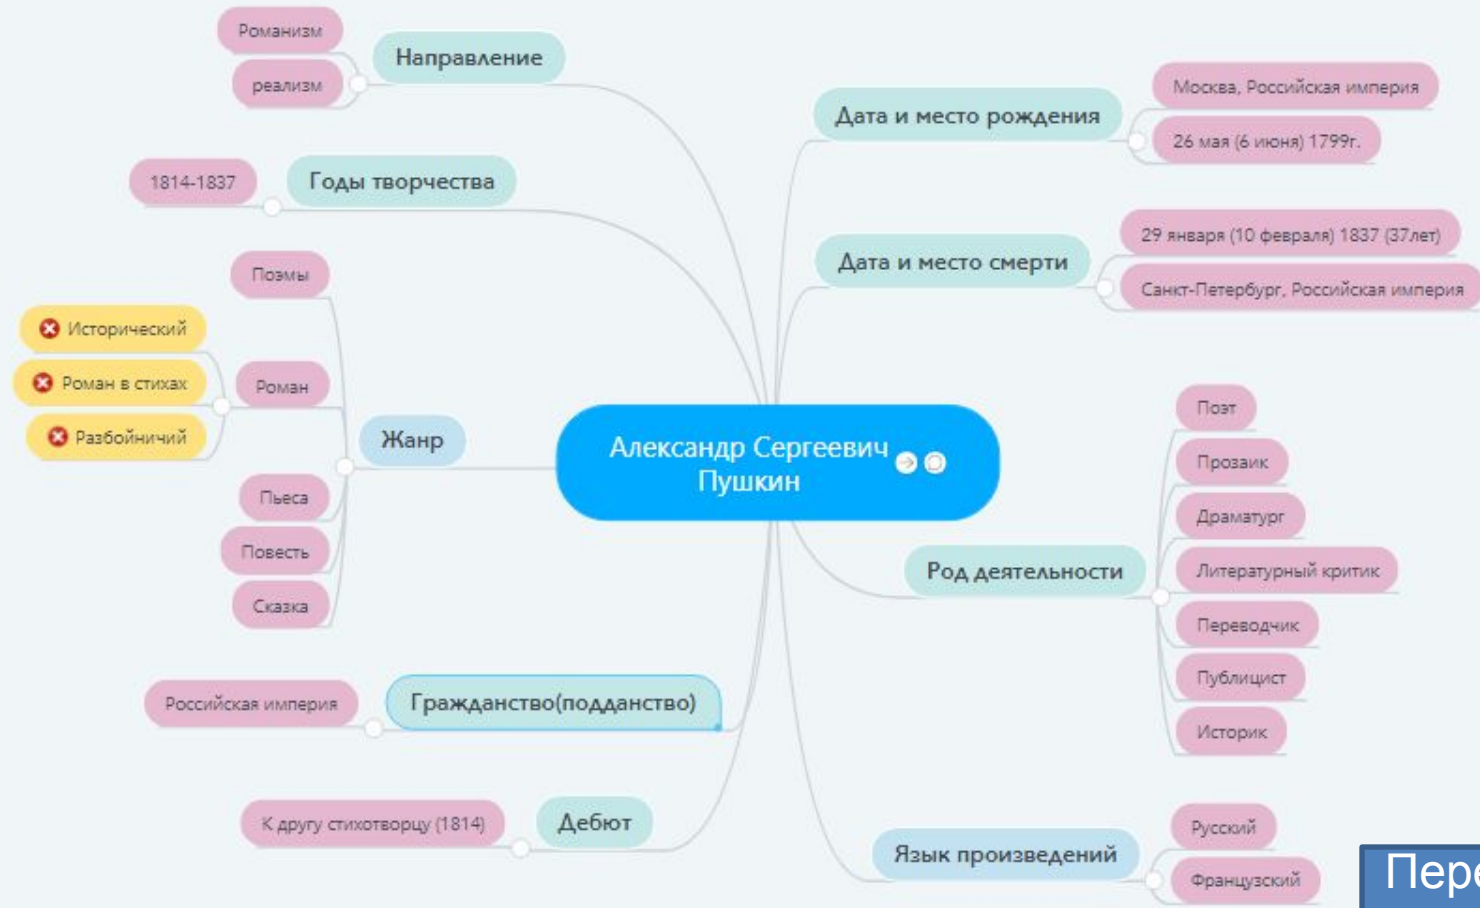 Александр Сергеевич
Пушкин
Направление
Романизм
реализм
Годы творчества
1814-1837
Жанр
Поэмы
Роман
Исторический
Роман в стихах
Разбойничий
Пьеса
Повесть
Сказка
Гражданство(подданство)
Российская империя
Дебют
К другу стихотворцу (1814)
Дата и место рождения
Москва, Российская империя
26 мая (6 июня) 1799г.
Дата и место смерти
29 января (10 февраля) 1837 (37лет)
Санкт-Петербург, Российская империя
Род деятельности
Поэт
Прозаик
Драматург
Литературный критик
Переводчик
Публицист
Историк
Язык произведений
Русский
Французский